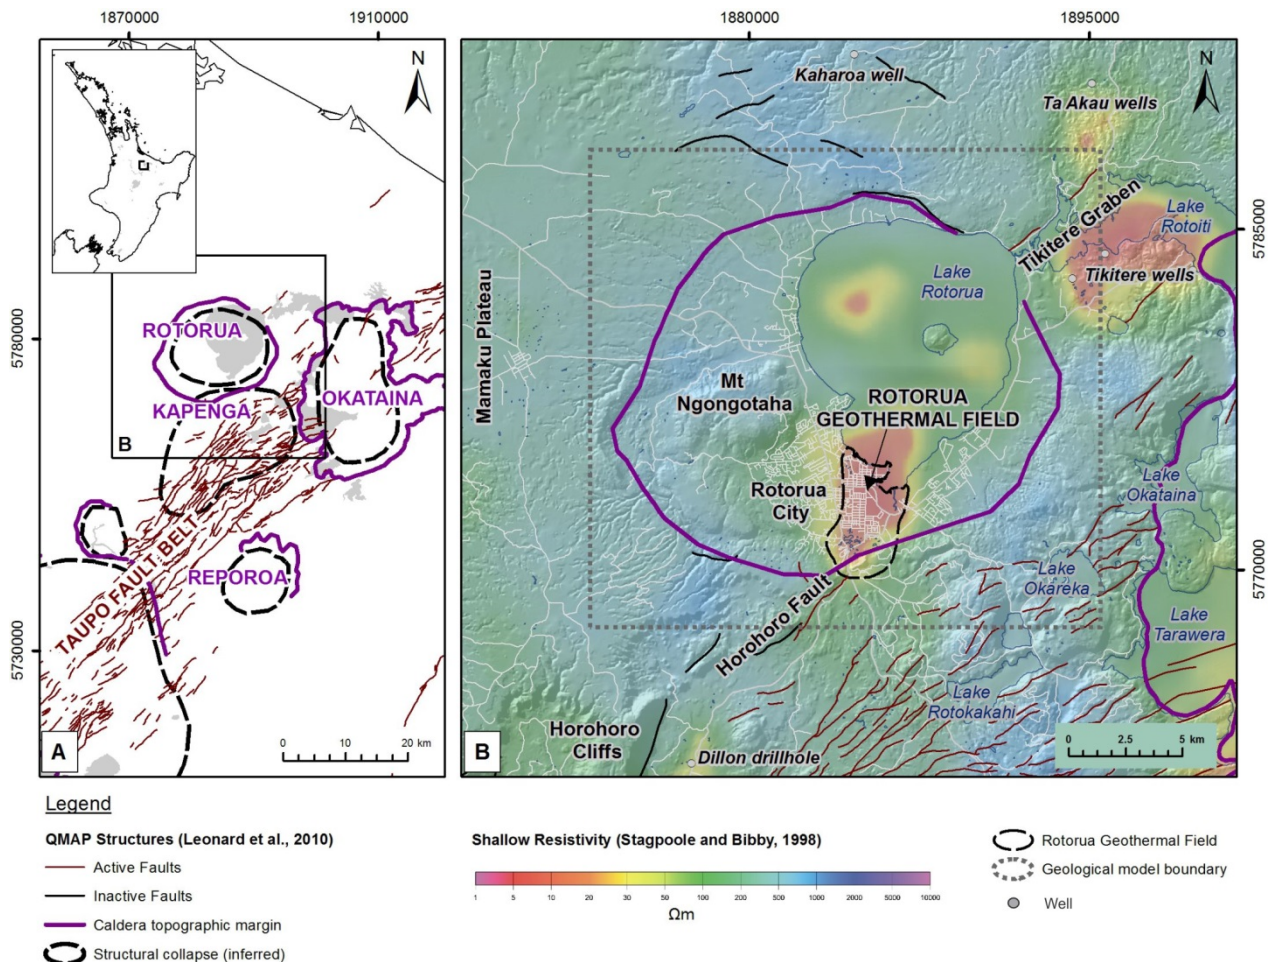 1870000
1910000
1880000
1895000
N
ROTORUA
KAPENGA
OKATAINA
B
TAUPO FAULT BELT
REPOROA
5780000
5730000
A
0 10 20 km
N
Kaharoa well
Ta Akau wells
Tikitere Graben
Lake
Rotoiti
Tikitere wells
Lake
Rotorua
Mamaku Plateau
Mt
Ngongotaha
ROTORUA
GEOTHERMAL FIELD
Rotorua
City
Lake
Okataina
Lake
Okareka
Lake
Tarawera
Horohoro Fault
Lake
Rotokakahi
Horohoro
Cliffs
Dillon drillhole
B
0 2.5 5 km
5785000
5770000
Legend
QMAP Structures (Leonard et al., 2010)
Active Faults
Inactive Faults
Caldera topographic margin
Structural collapse (inferred)
Shallow Resistivity (Stagpoole and Bibby, 1998)
1 5 10 20 30 50 100 200 500 1000 2000 5000 10000
Ωm
Rotorua Geothermal Field
Geological model boundary
Well